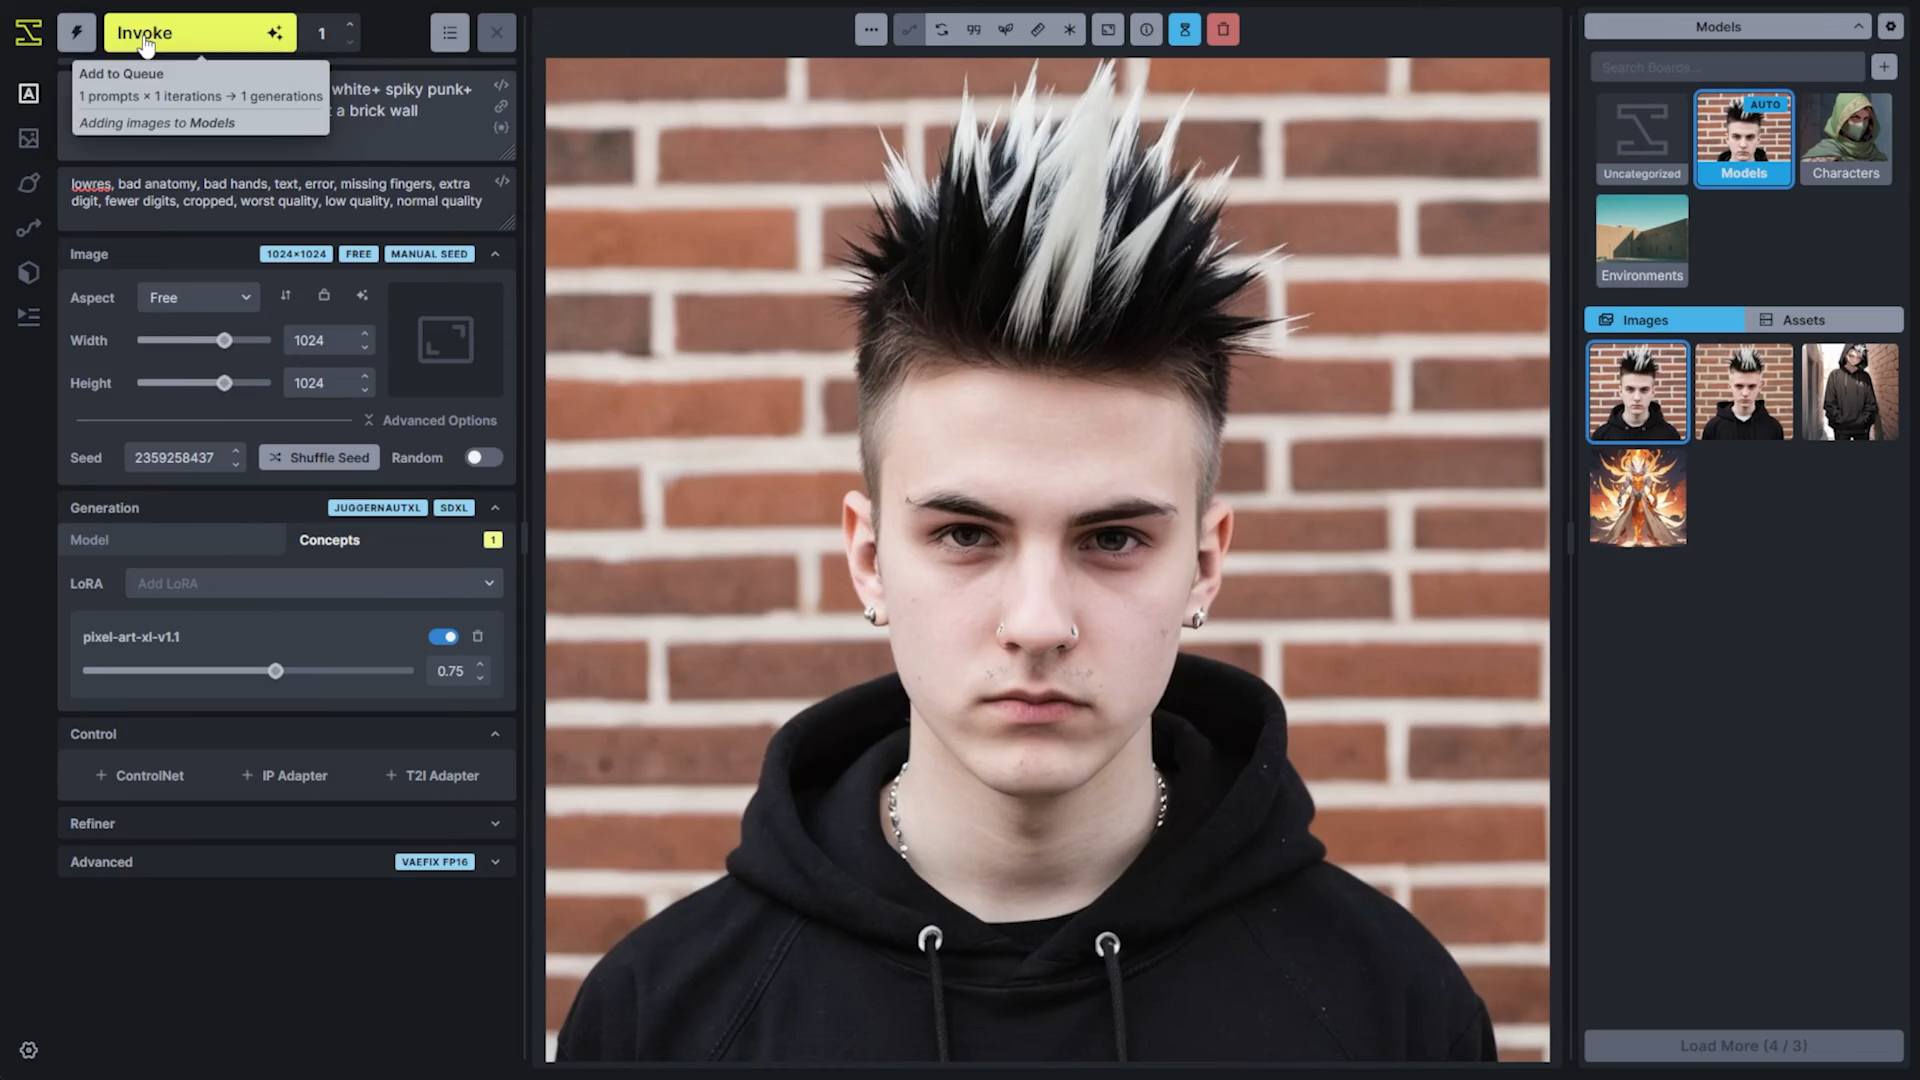 Invoke
1
Add to Queue
1 prompts × 1 iterations → 1 generations
Adding images to Models
white+ spiky punk+
a brick wall
lowres, bad anatomy, bad hands, text, error, missing fingers, extra
digit, fewer digits, cropped, worst quality, low quality, normal quality
Image
1024×1024
FREE
MANUAL SEED
Aspect
Free
Width
1024
Height
1024
Advanced Options
Seed
2359258437
Shuffle Seed
Random
Generation
JUGGERNAUTXL
SDXL
Model
Concepts
1
LoRA
Add LoRA
pixel-art-xl-v1.1
0.75
Control
+ ControlNet
+ IP Adapter
+ T2I Adapter
Refiner
Advanced
VAEFIX FP16
Models
Search Boards...
Uncategorized
AUTO
Models
Characters
Environments
Images
Assets
Load More (4 / 3)